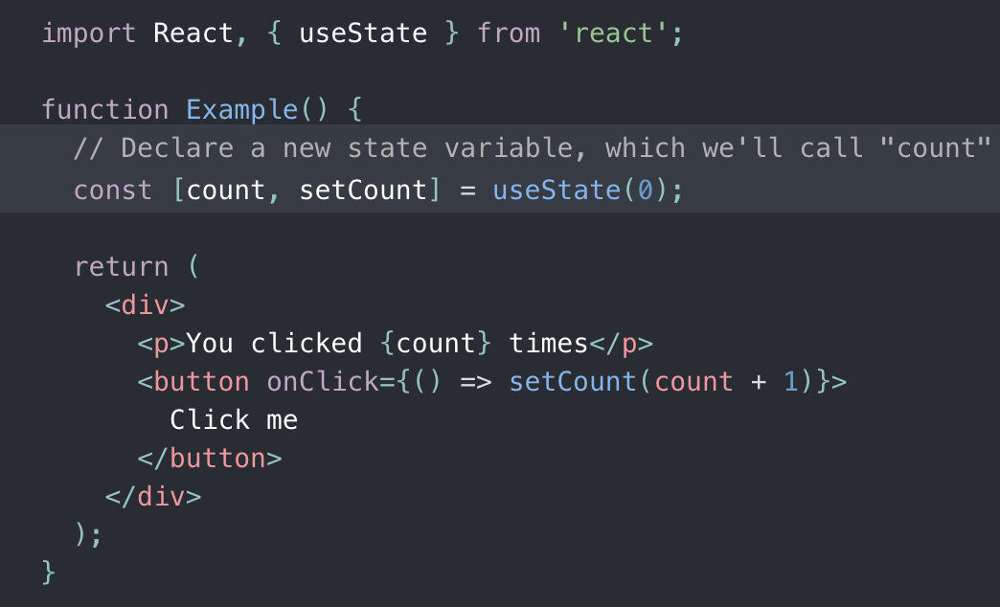 import React, { useState } from 'react';
function Example() {
  // Declare a new state variable, which we'll call "count"
  const [count, setCount] = useState(0);
  return (
    <div>
      <p>You clicked {count} times</p>
      <button onClick={() => setCount(count + 1)}>
        Click me
      </button>
    </div>
  );
}